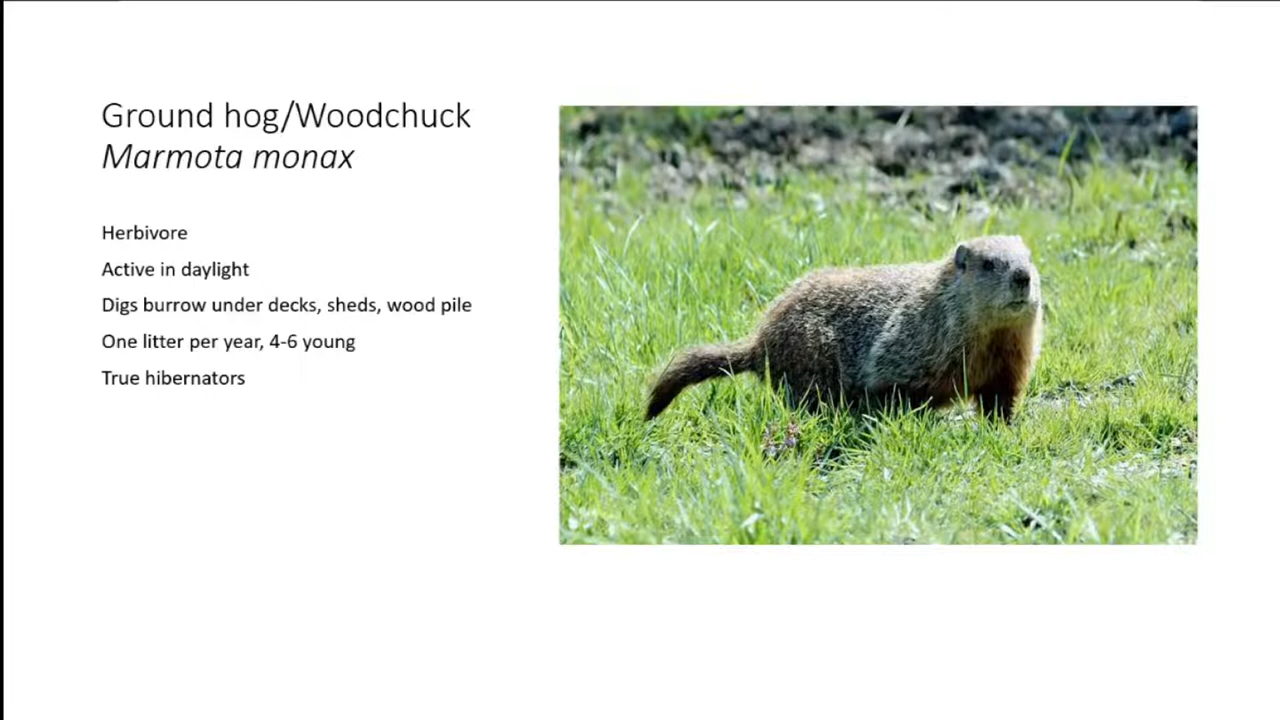 Ground hog/Woodchuck
Marmota monax
Herbivore
Active in daylight
Digs burrow under decks, sheds, wood pile
One litter per year, 4-6 young
True hibernators